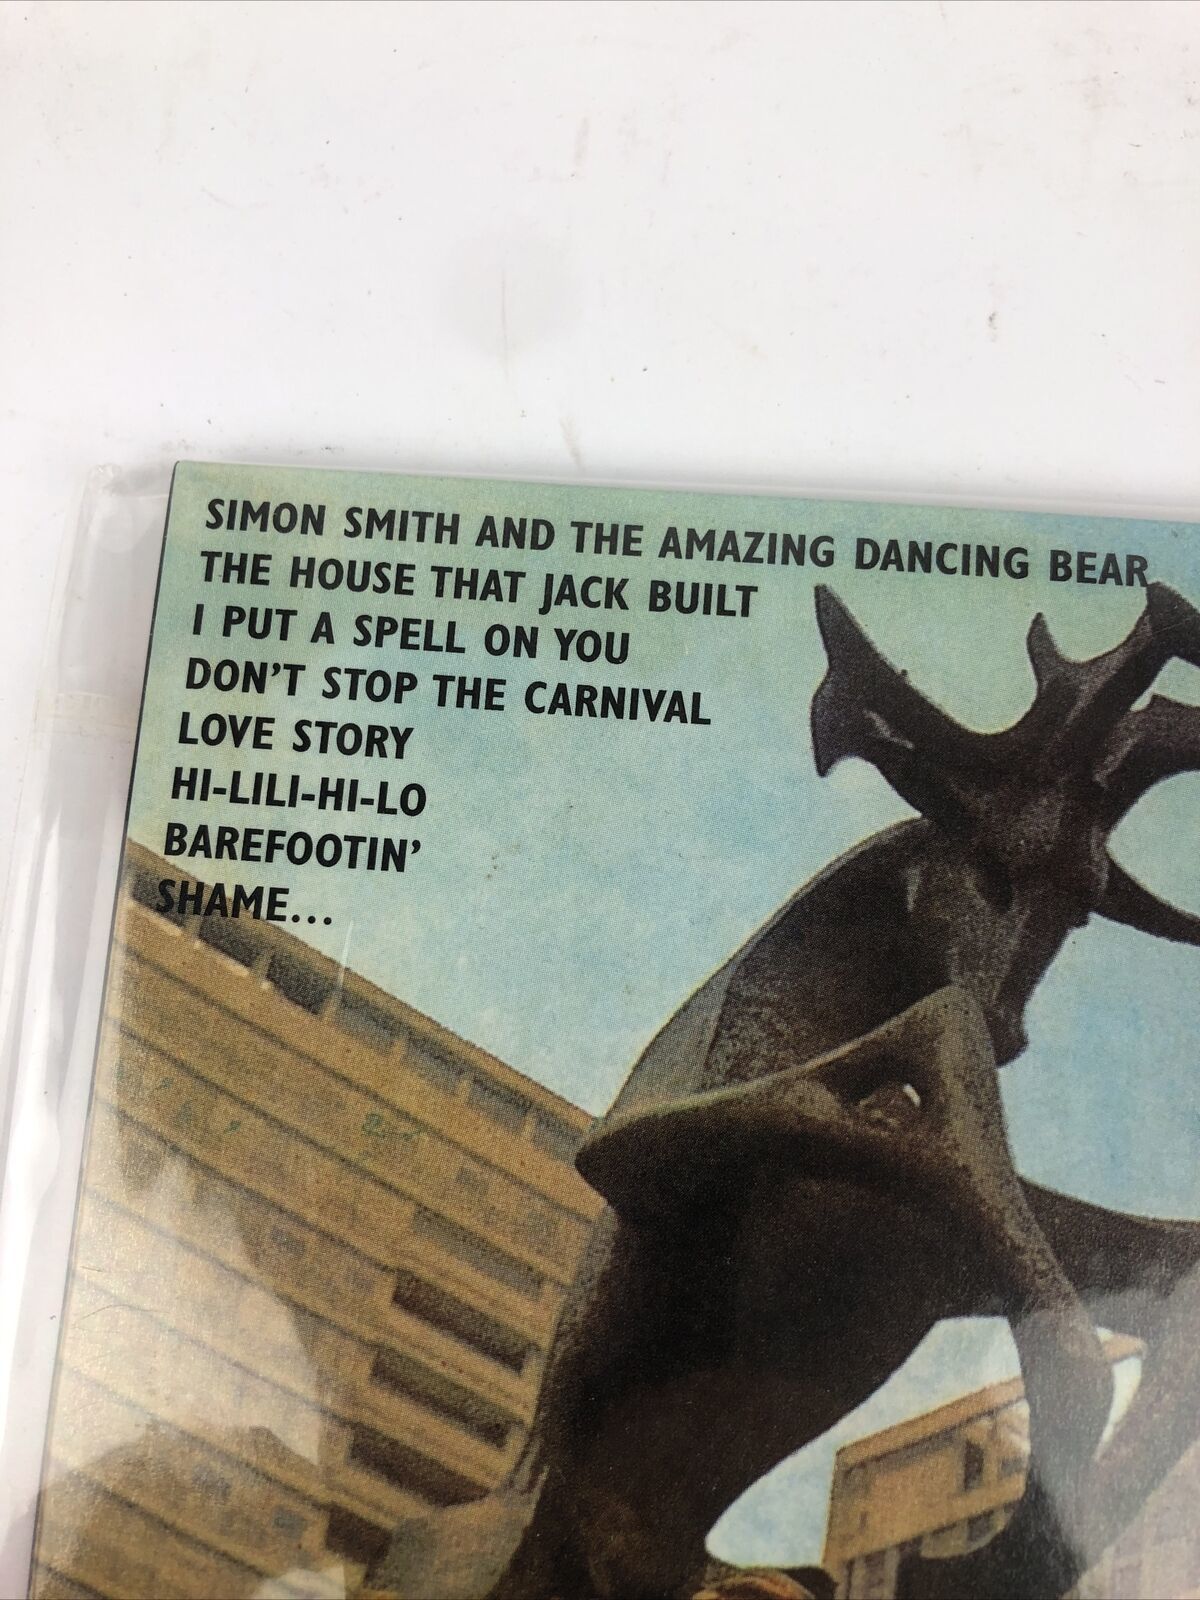 SIMON SMITH AND THE AMAZING DANCING BEAR
THE HOUSE THAT JACK BUILT
I PUT A SPELL ON YOU
DON'T STOP THE CARNIVAL
LOVE STORY
HI-LILI-HI-LO
BAREFOOTIN'
SHAME...